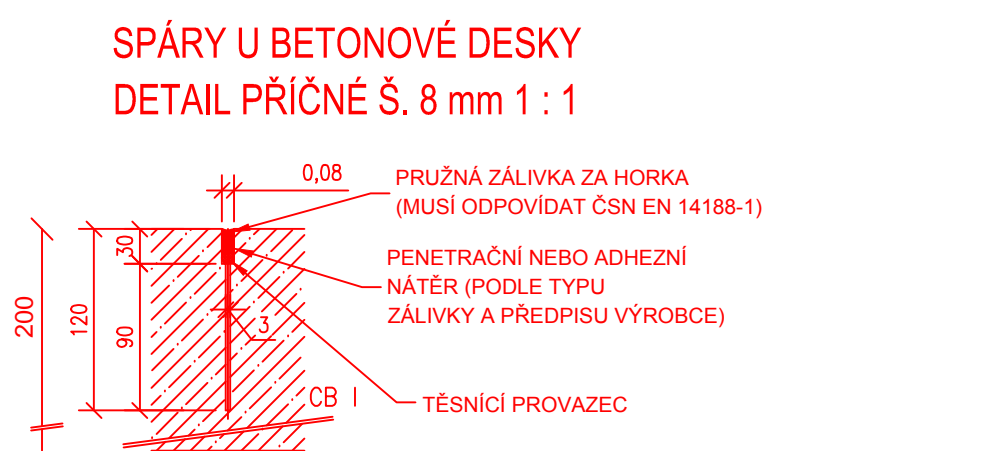 SPÁRY U BETONOVÉ DESKY
DETAIL PŘÍČNÉ Š. 8 mm 1 : 1
0,08
PRUŽNÁ ZÁLIVKA ZA HORKA
(MUSÍ ODPOVÍDAT ČSN EN 14188-1)
30
PENETRAČNÍ NEBO ADHEZNÍ
NÁTĚR (PODLE TYPU
ZÁLIVKY A PŘEDPISU VÝROBCE)
200
120
90
3
CB I
TĚSNÍCÍ PROVAZEC